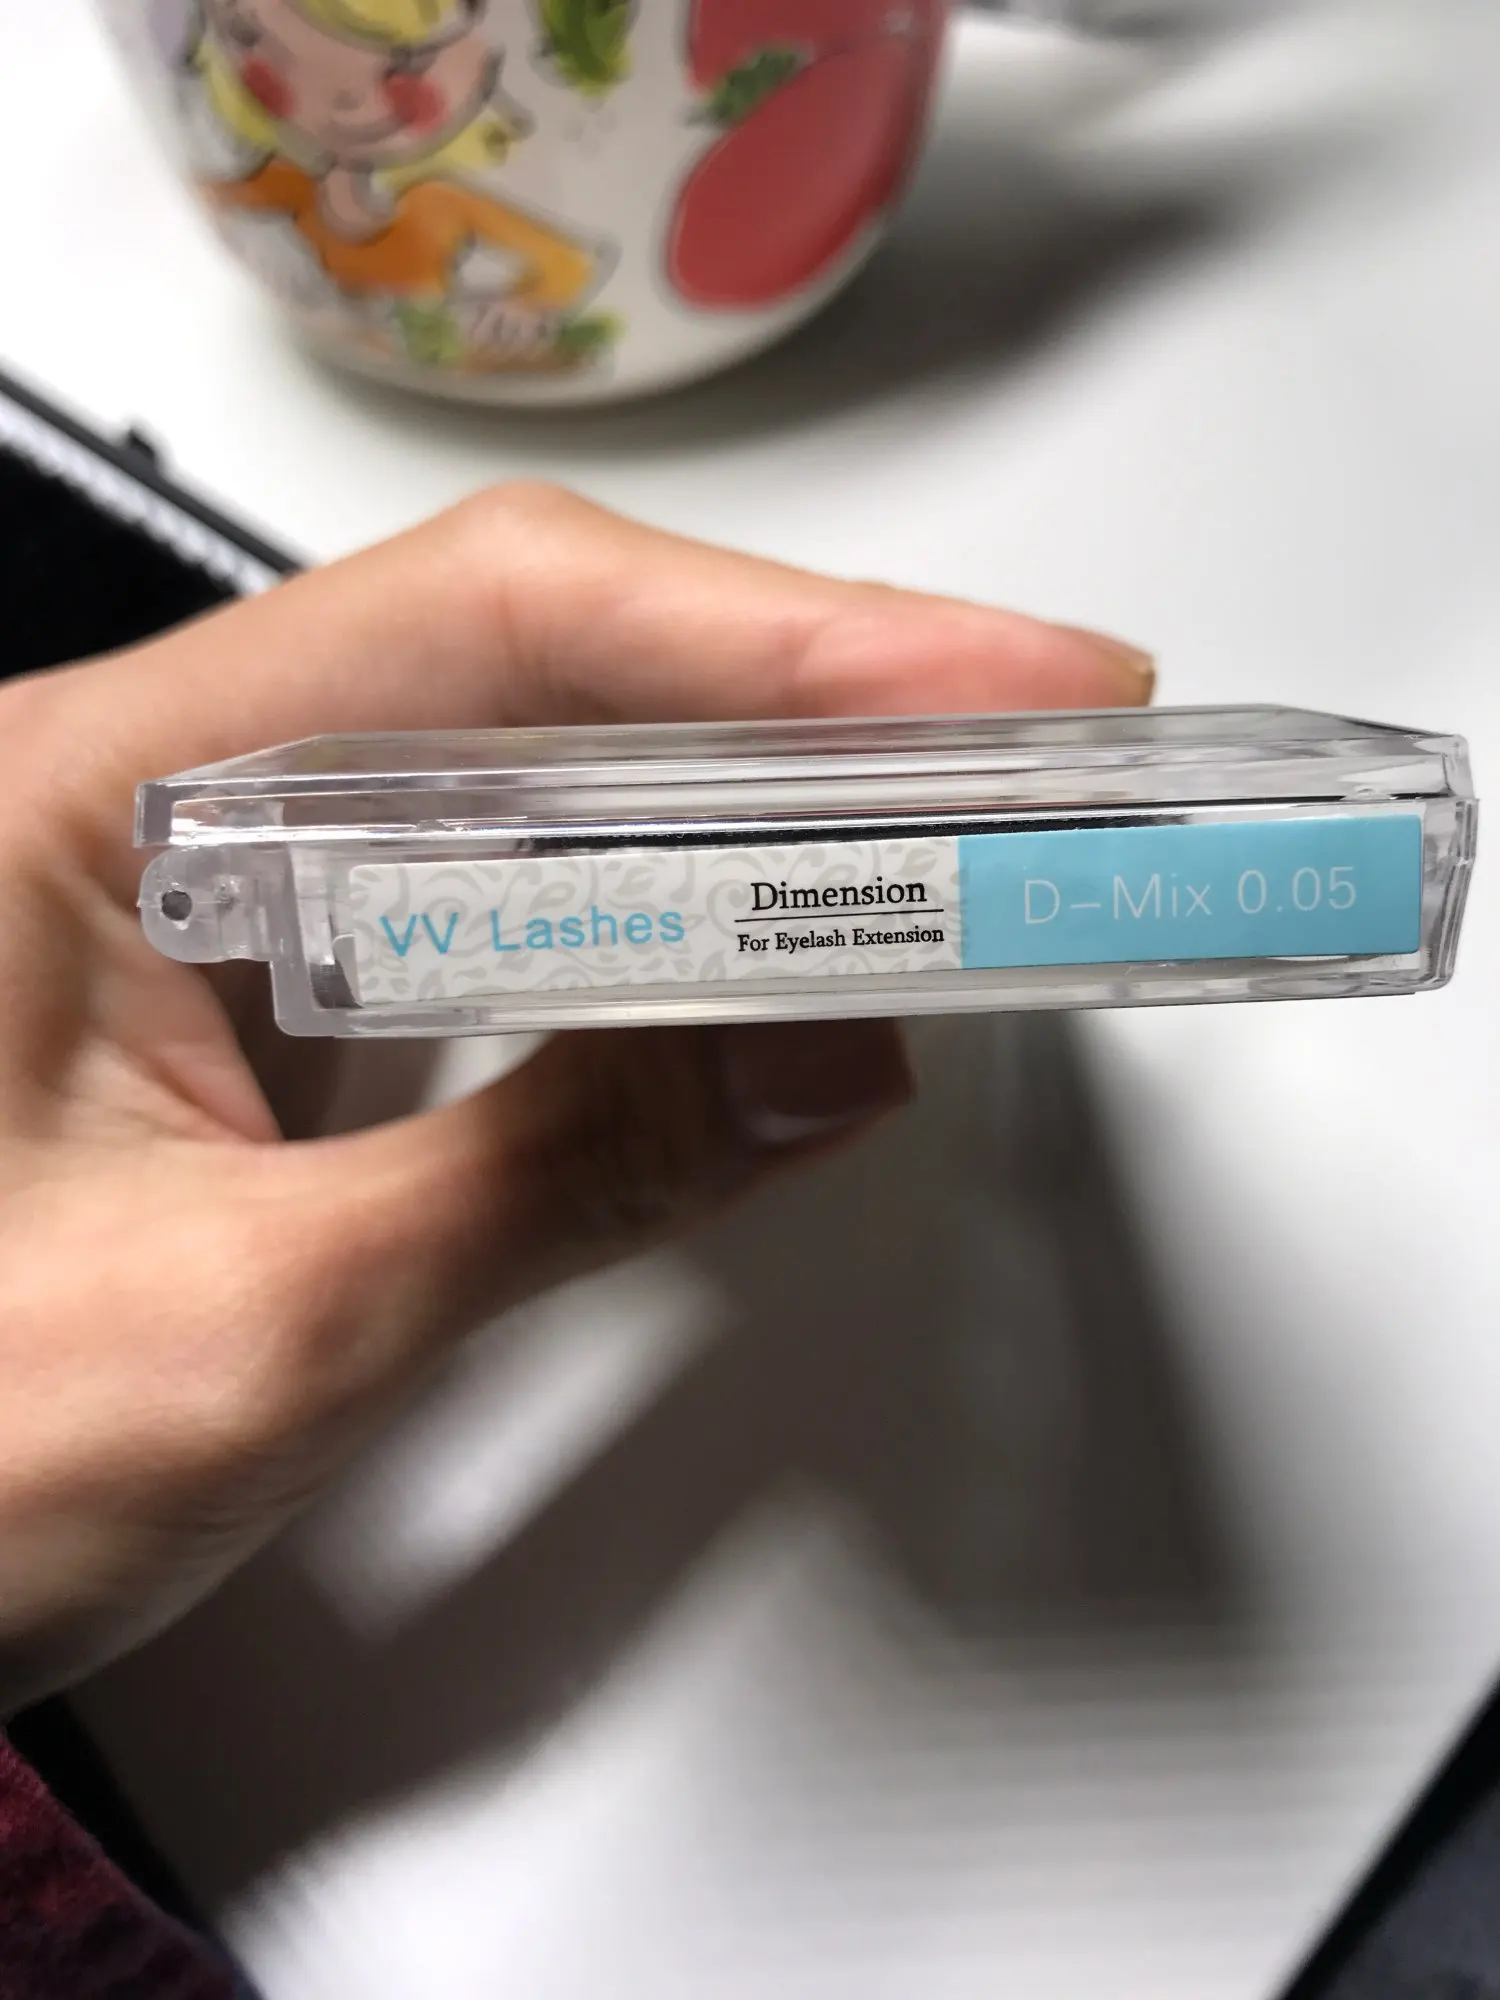 VV Lashes
Dimension
For Eyelash Extension
D-Mix 0.05